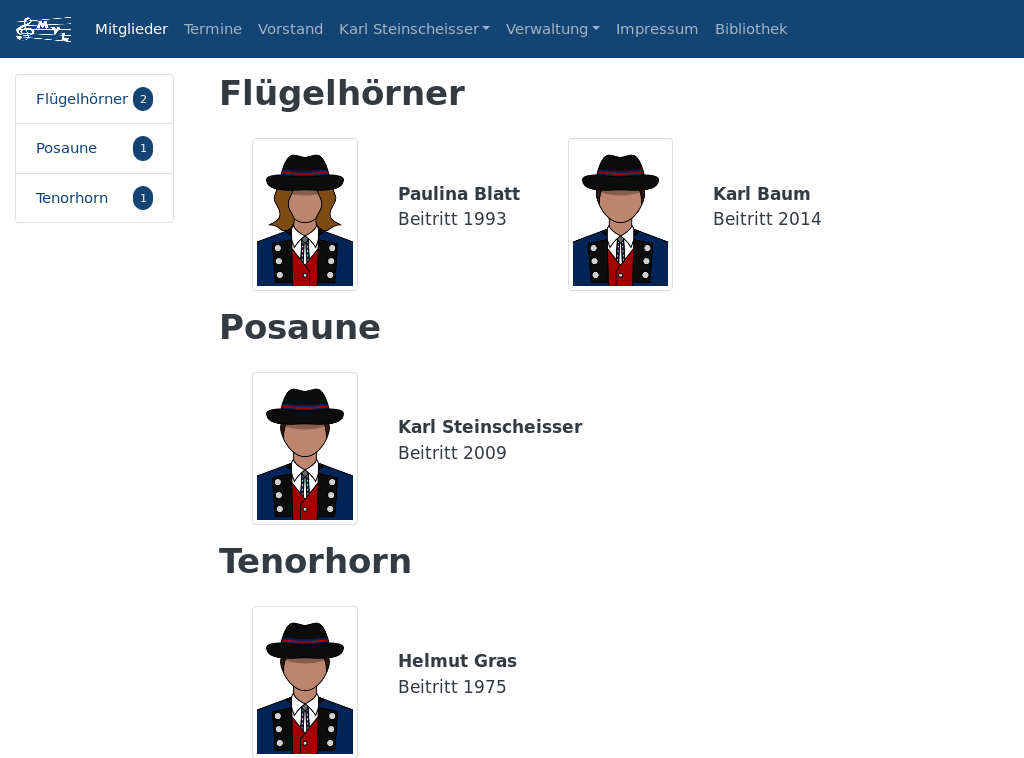 Mitglieder Termine Vorstand Karl Steinscheisser Verwaltung Impressum Bibliothek
Flügelhörner 2
Posaune 1
Tenorhorn 1
Flügelhörner
Paulina Blatt
Beitritt 1993
Karl Baum
Beitritt 2014
Posaune
Karl Steinscheisser
Beitritt 2009
Tenorhorn
Helmut Gras
Beitritt 1975